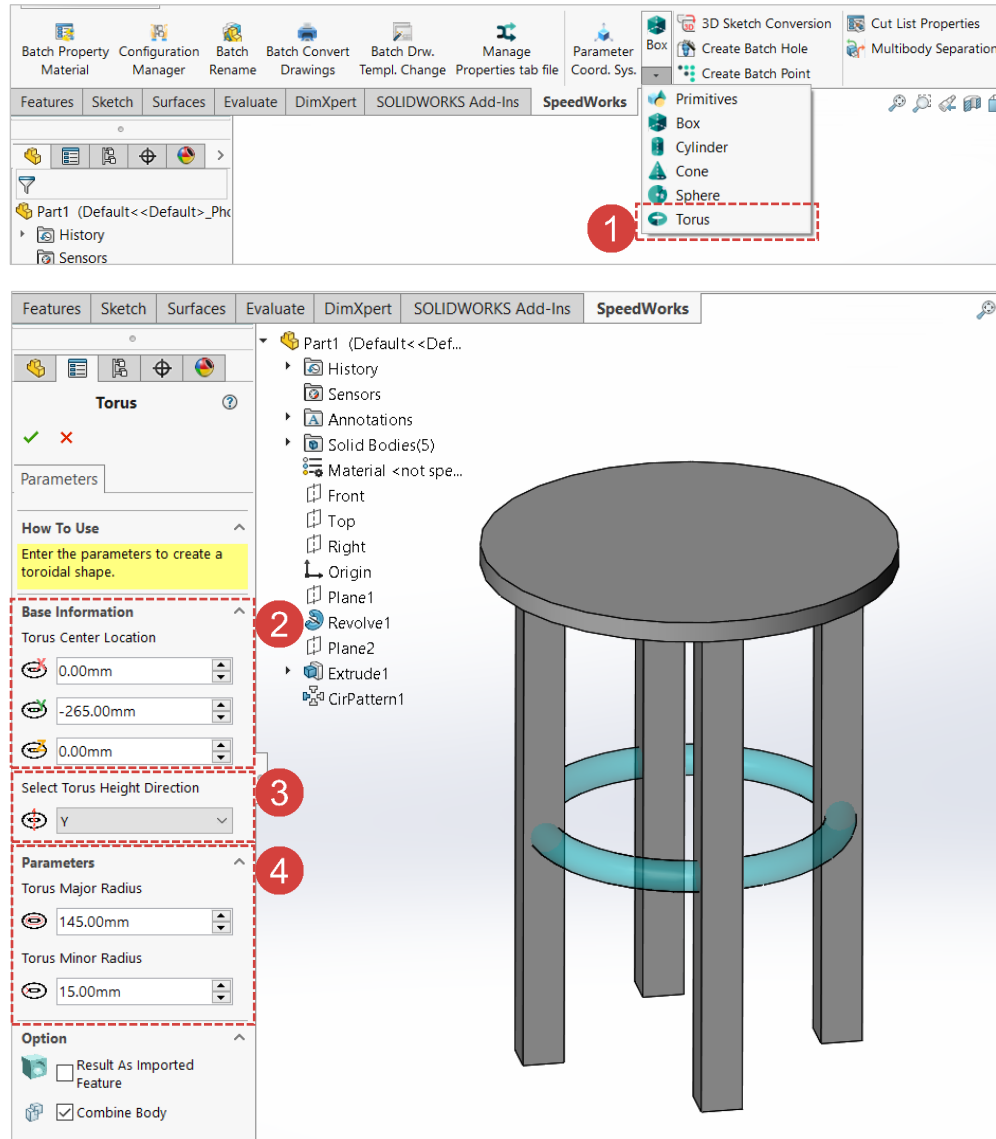 Batch Property
Material
Configuration
Manager
Batch
Rename
Batch Convert
Drawings
Batch Drw.
Templ. Change
Manage
Properties tab file
Parameter
Coord. Sys.
Box
3D Sketch Conversion
Create Batch Hole
Create Batch Point
Cut List Properties
Multibody Separation
Features Sketch Surfaces Evaluate DimXpert SOLIDWORKS Add-Ins SpeedWorks
Primitives
Box
Cylinder
Cone
Sphere
Torus
1
Part1 (Default<<Default>_Pho
History
Sensors
Features Sketch Surfaces Evaluate DimXpert SOLIDWORKS Add-Ins SpeedWorks
Torus
Parameters
How To Use
Enter the parameters to create a
toroidal shape.
Base Information
Torus Center Location
0.00mm
-265.00mm
0.00mm
2
Select Torus Height Direction
Y
3
Parameters
Torus Major Radius
145.00mm
Torus Minor Radius
15.00mm
4
Option
Result As Imported
Feature
Combine Body
Part1 (Default<<Def...
History
Sensors
A Annotations
Solid Bodies(5)
Material <not spe...
Front
Top
Right
Origin
Plane1
Revolve1
Plane2
Extrude1
CirPattern1